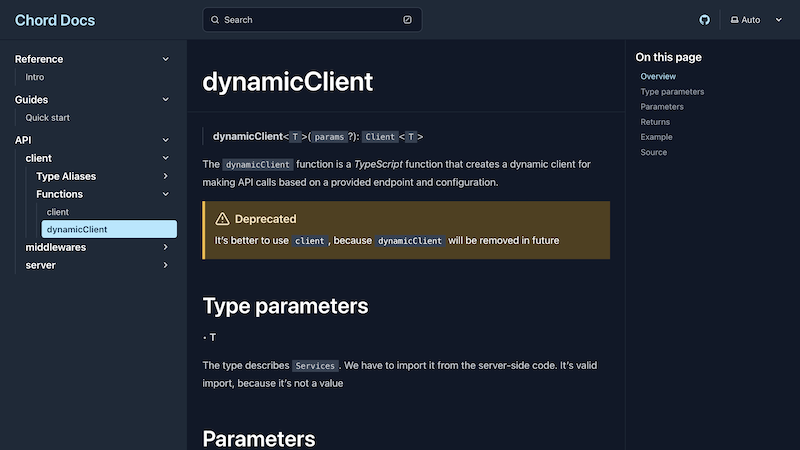 Chord Docs
Search
Auto
Reference
Intro
Guides
Quick start
API
client
Type Aliases
Functions
client
dynamicClient
middlewares
server
dynamicClient
dynamicClient<T>(params?): Client<T>
The dynamicClient function is a TypeScript function that creates a dynamic client for
making API calls based on a provided endpoint and configuration.
Deprecated
It's better to use client, because dynamicClient will be removed in future
Type parameters
· T
The type describes Services. We have to import it from the server-side code. It's valid
import, because it's not a value
Parameters
On this page
Overview
Type parameters
Parameters
Returns
Example
Source